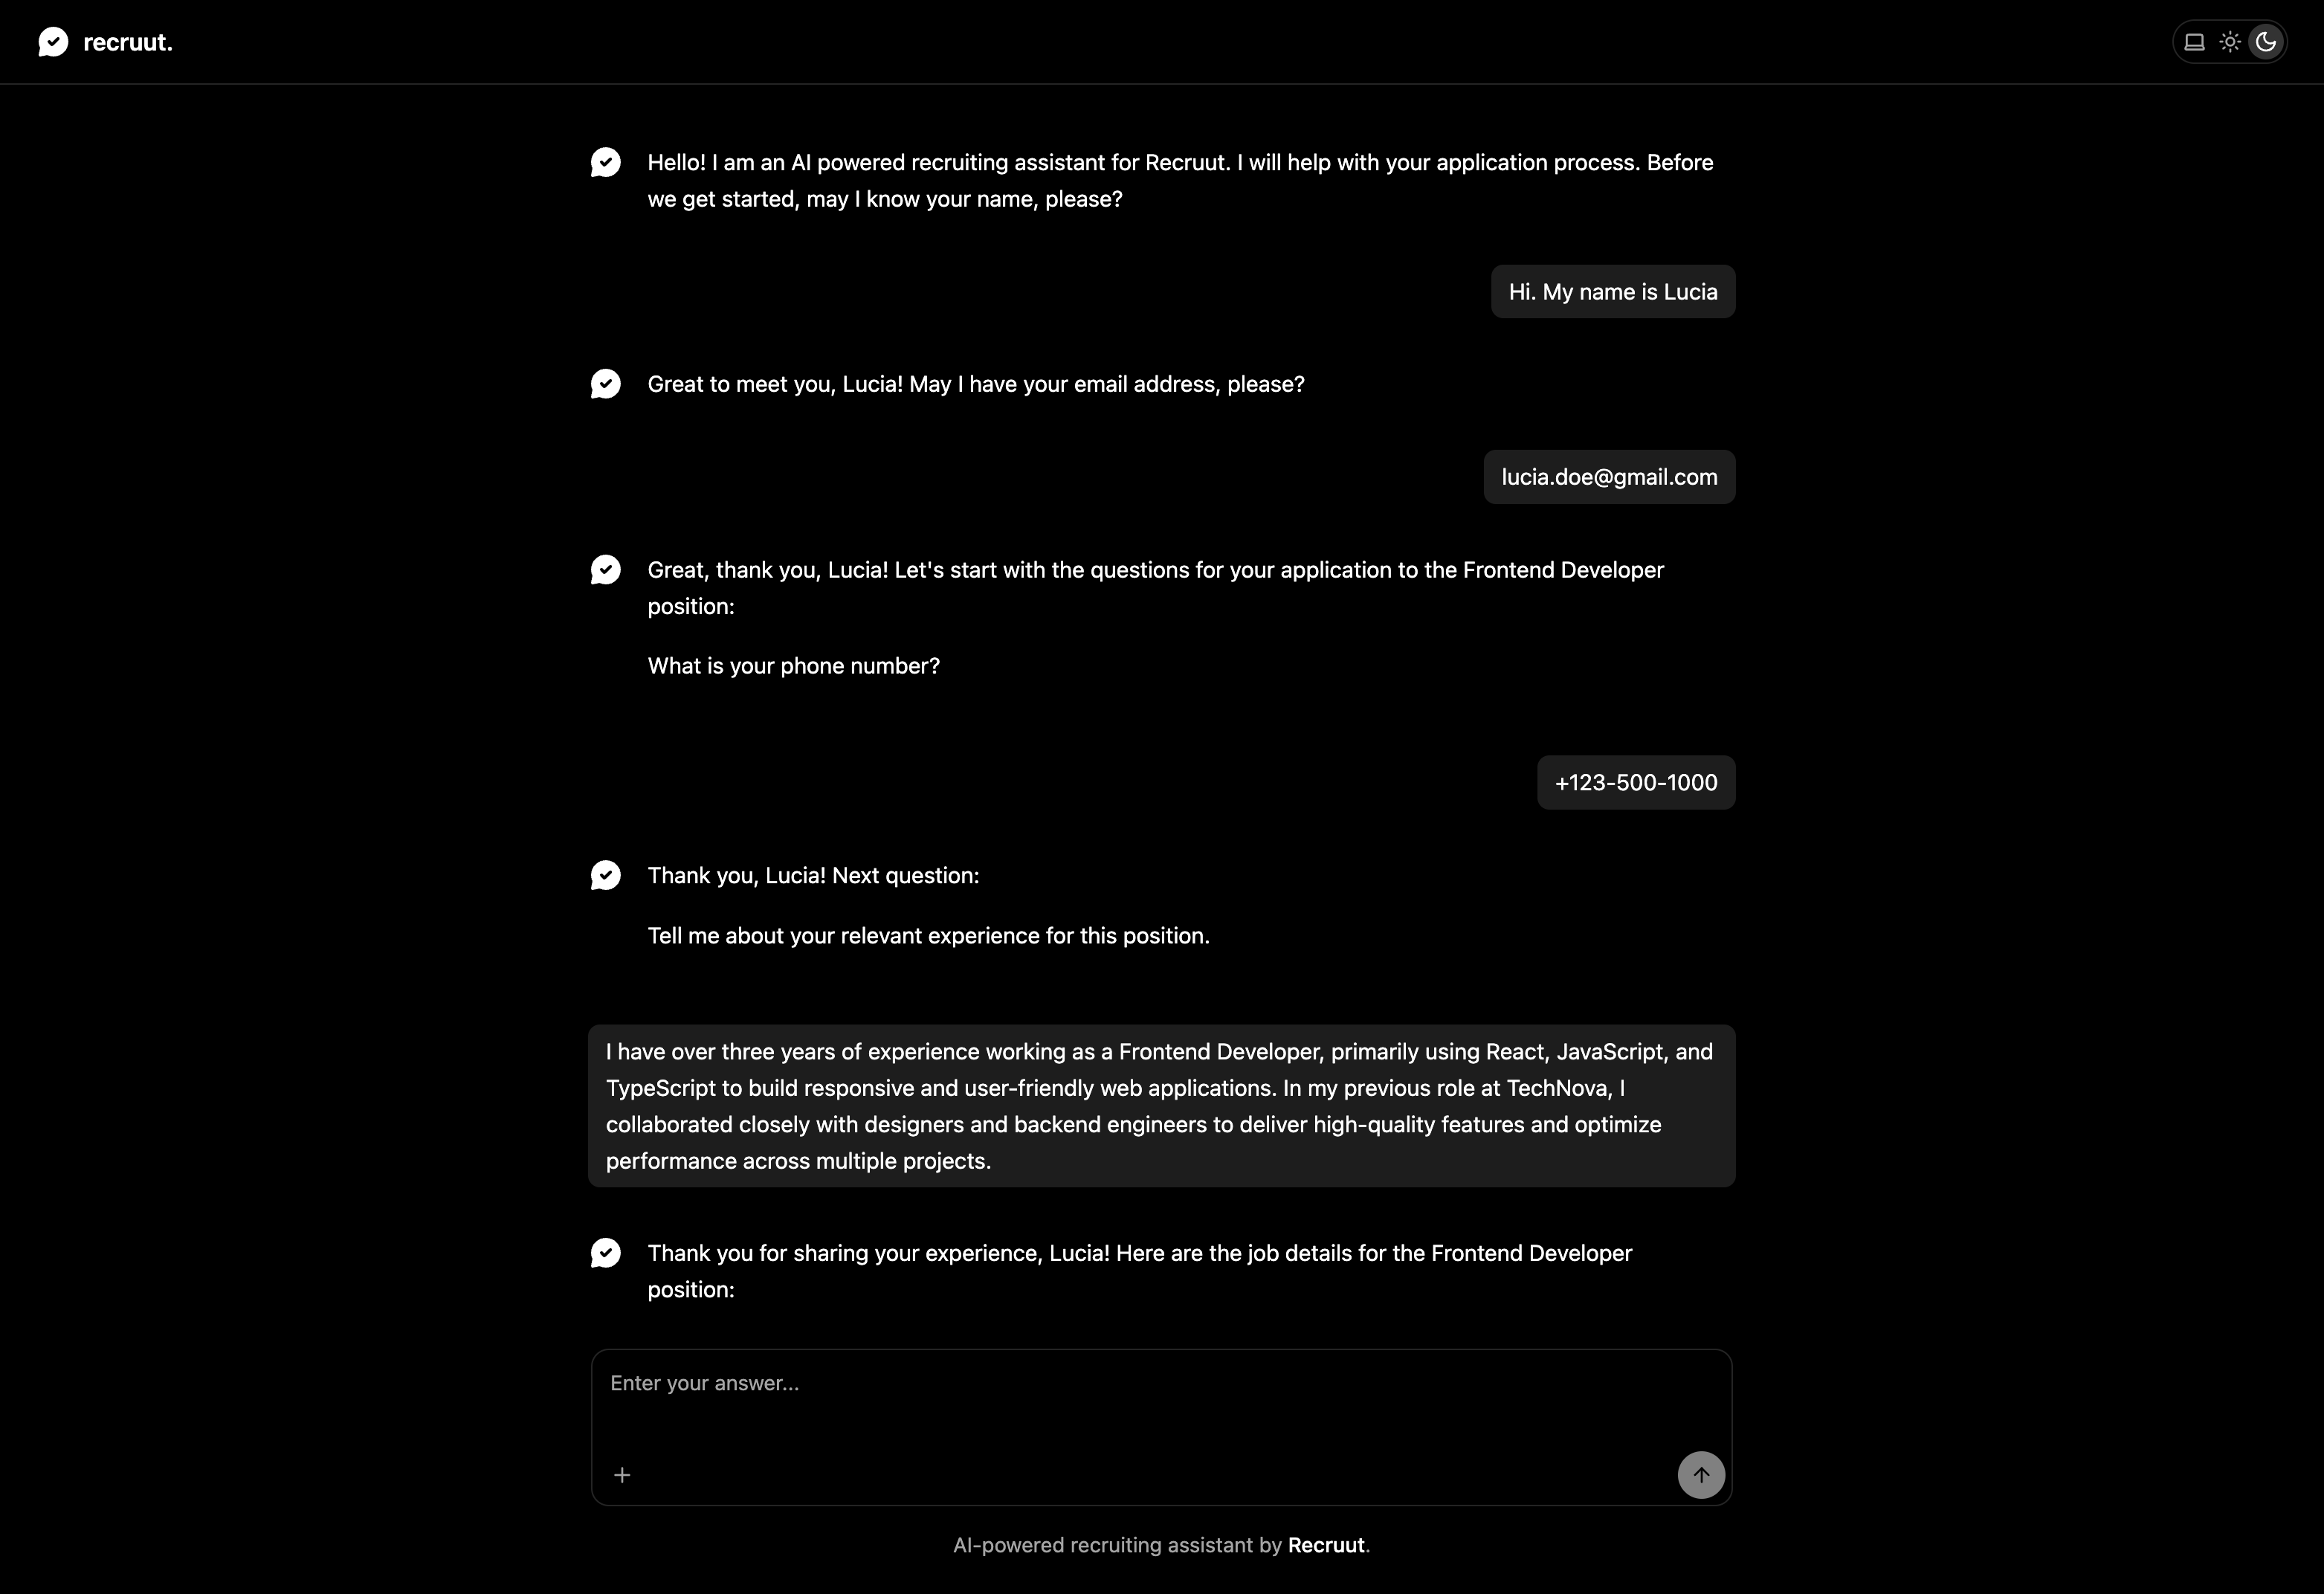 recruut.
Hello! I am an AI powered recruiting assistant for Recruut. I will help with your application process. Before
we get started, may I know your name, please?
Hi. My name is Lucia
Great to meet you, Lucia! May I have your email address, please?
lucia.doe@gmail.com
Great, thank you, Lucia! Let's start with the questions for your application to the Frontend Developer
position:
What is your phone number?
+123-500-1000
Thank you, Lucia! Next question:
Tell me about your relevant experience for this position.
I have over three years of experience working as a Frontend Developer, primarily using React, JavaScript, and
TypeScript to build responsive and user-friendly web applications. In my previous role at TechNova, I
collaborated closely with designers and backend engineers to deliver high-quality features and optimize
performance across multiple projects.
Thank you for sharing your experience, Lucia! Here are the job details for the Frontend Developer
position:
Enter your answer...
AI-powered recruiting assistant by Recruut.